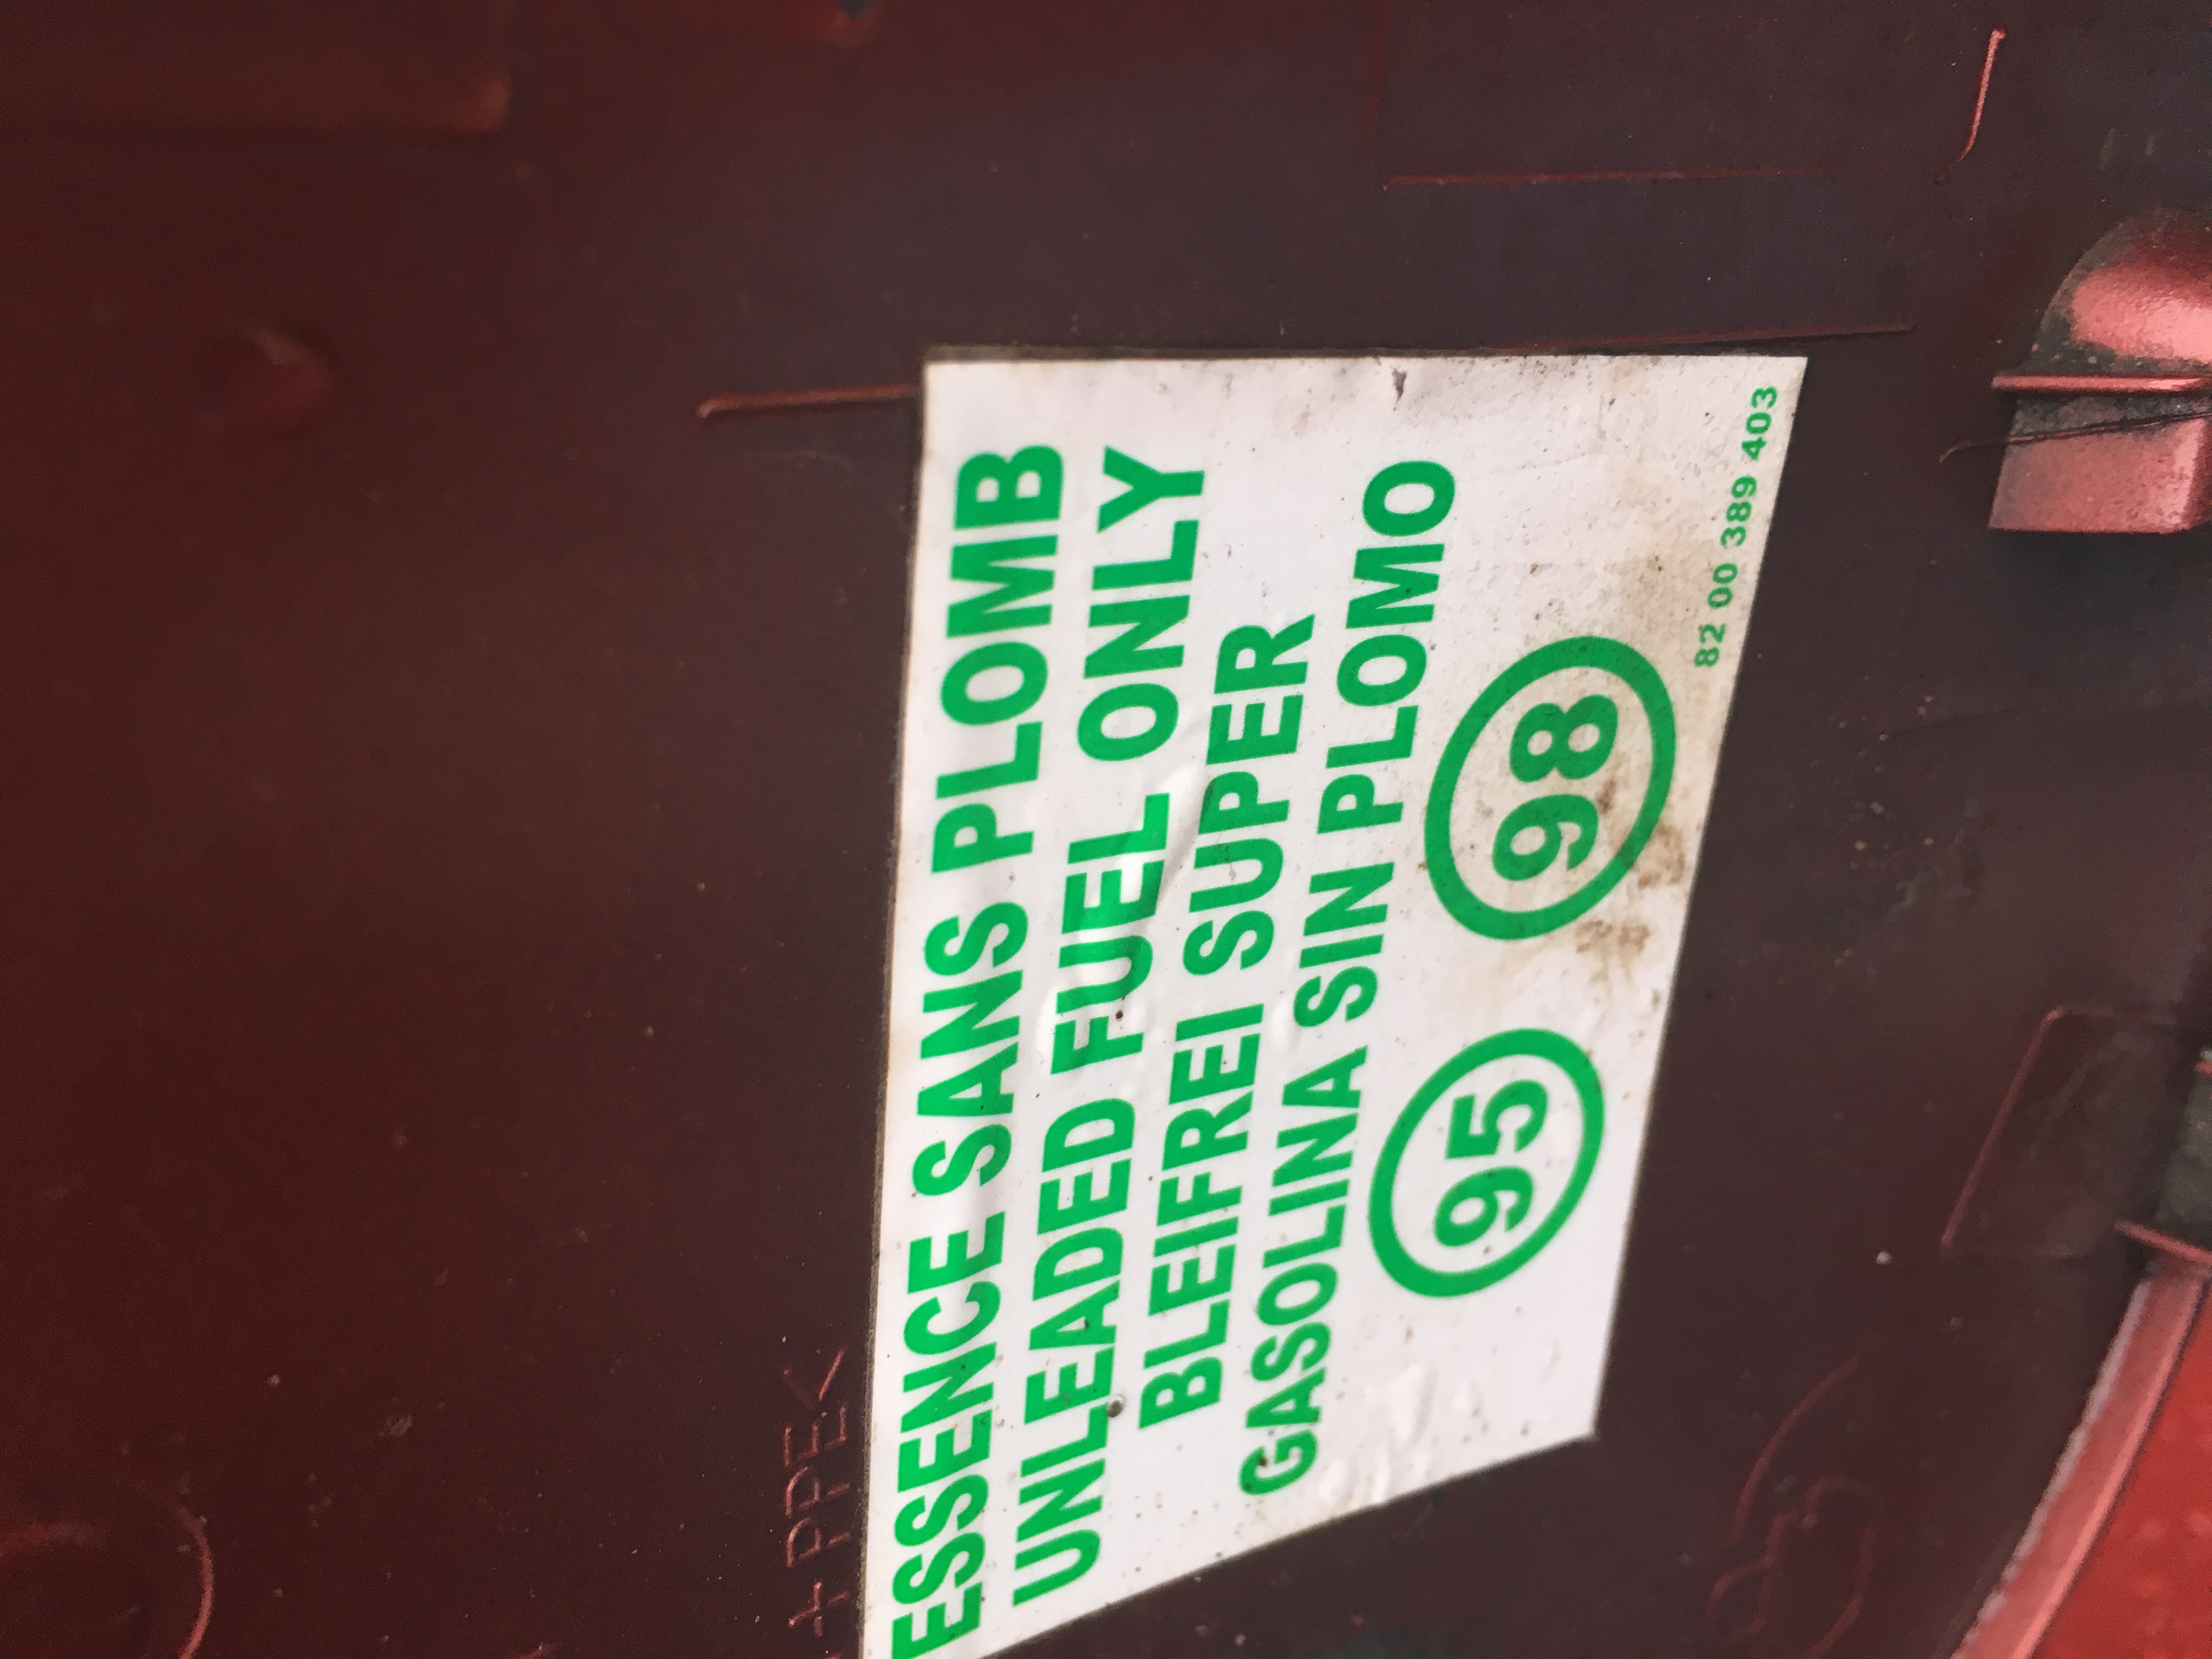 ESSENCE SANS PLOMB
UNLEADED FUEL ONLY
BLEIFREI SUPER
GASOLINA SIN PLOMO
95 98
82 00 389 403